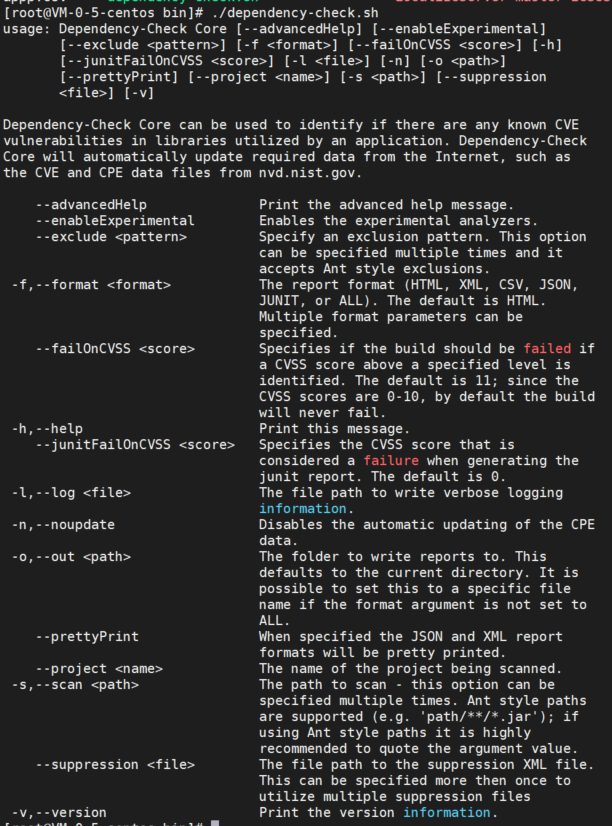 [root@VM-0-5-centos bin]# ./dependency-check.sh
usage: Dependency-Check Core [--advancedHelp] [--enableExperimental]
       [--exclude <pattern>] [-f <format>] [--failOnCVSS <score>] [-h]
       [--junitFailOnCVSS <score>] [-l <file>] [-n] [-o <path>]
       [--prettyPrint] [--project <name>] [-s <path>] [--suppression
       <file>] [-v]

Dependency-Check Core can be used to identify if there are any known CVE
vulnerabilities in libraries utilized by an application. Dependency-Check
Core will automatically update required data from the Internet, such as
the CVE and CPE data files from nvd.nist.gov.

    --advancedHelp              Print the advanced help message.
    --enableExperimental        Enables the experimental analyzers.
    --exclude <pattern>         Specify an exclusion pattern. This option
                                can be specified multiple times and it
                                accepts Ant style exclusions.
 -f,--format <format>           The report format (HTML, XML, CSV, JSON,
                                JUNIT, or ALL). The default is HTML.
                                Multiple format parameters can be
                                specified.
    --failOnCVSS <score>        Specifies if the build should be failed if
                                a CVSS score above a specified level is
                                identified. The default is 11; since the
                                CVSS scores are 0-10, by default the build
                                will never fail.
 -h,--help                      Print this message.
    --junitFailOnCVSS <score>   Specifies the CVSS score that is
                                considered a failure when generating the
                                junit report. The default is 0.
 -l,--log <file>                The file path to write verbose logging
                                information.
 -n,--noupdate                  Disables the automatic updating of the CPE
                                data.
 -o,--out <path>                The folder to write reports to. This
                                defaults to the current directory. It is
                                possible to set this to a specific file
                                name if the format argument is not set to
                                ALL.
    --prettyPrint               When specified the JSON and XML report
                                formats will be pretty printed.
    --project <name>            The name of the project being scanned.
 -s,--scan <path>               The path to scan - this option can be
                                specified multiple times. Ant style paths
                                are supported (e.g. 'path/**/*.jar'); if
                                using Ant style paths it is highly
                                recommended to quote the argument value.
    --suppression <file>        The file path to the suppression XML file.
                                This can be specified more then once to
                                utilize multiple suppression files
 -v,--version                   Print the version information.
[root@VM-0-5-centos bin]#